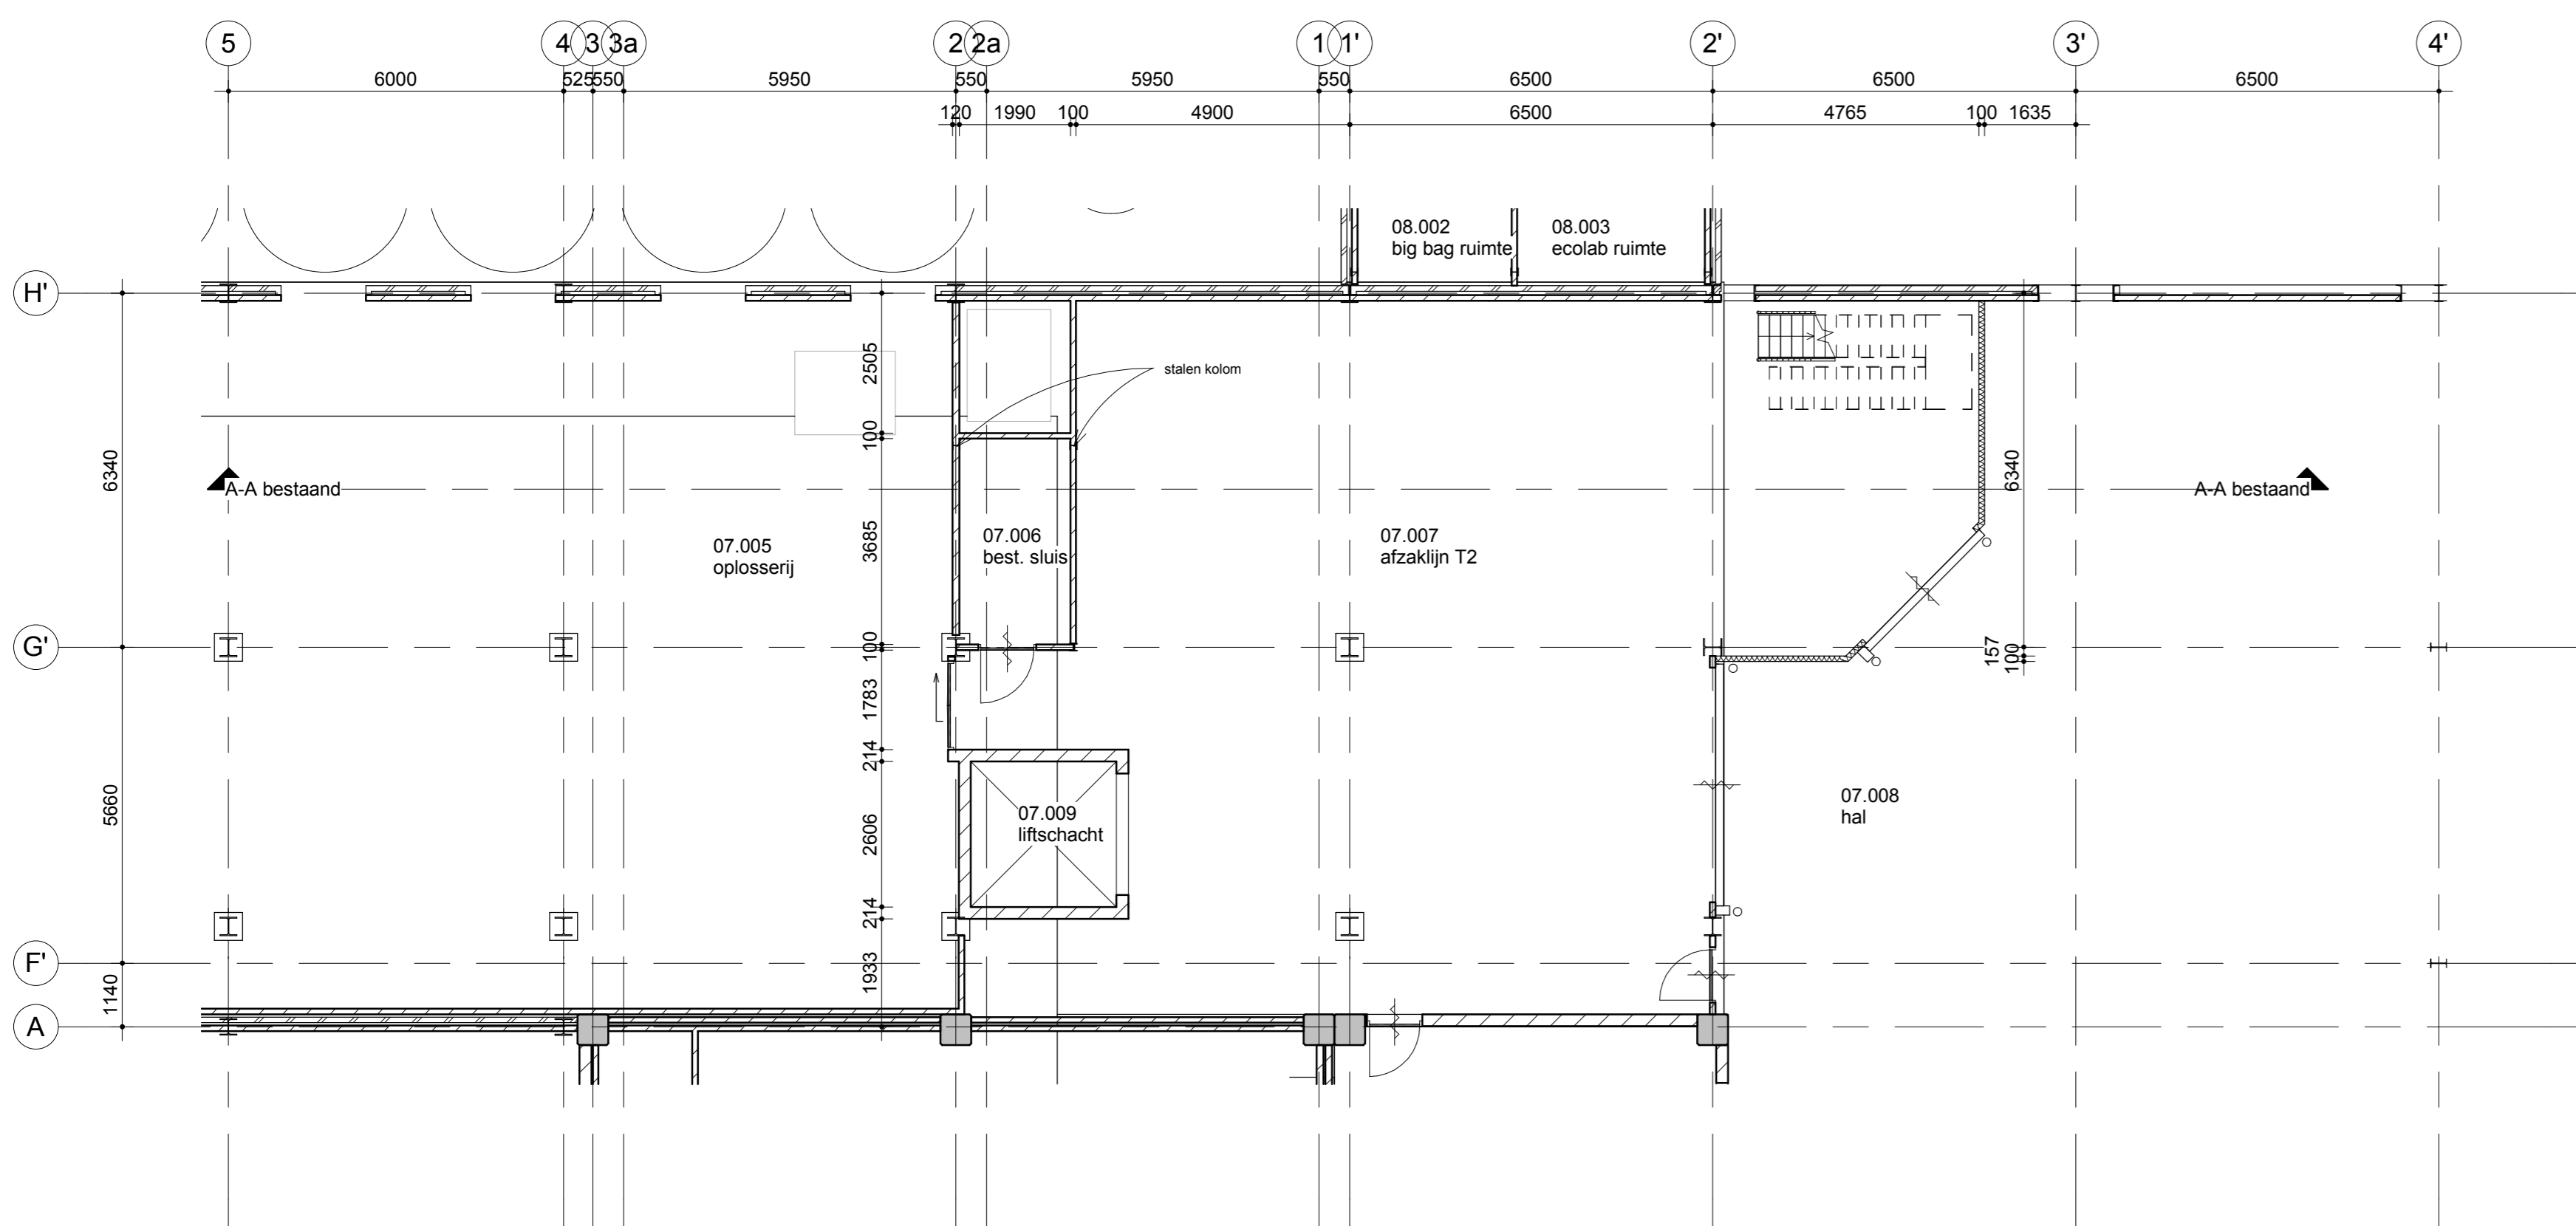 5 4 3 3a 2 2a 1 1' 2' 3' 4'
6000 525 550 5950 550 5950 550 6500 6500 6500
120 1990 100 4900 6500 4765 100 1635
08.002
big bag ruimte
08.003
ecolab ruimte
H'
2505
stalen kolom
100
6340
6340
A-A bestaand
A-A bestaand
3685
07.005
oplosserij
07.006
best. sluis
07.007
afzaklijn T2
G'
100
157
100
1783
214
5660
2606
07.009
liftschacht
07.008
hal
214
F'
1933
1140
A